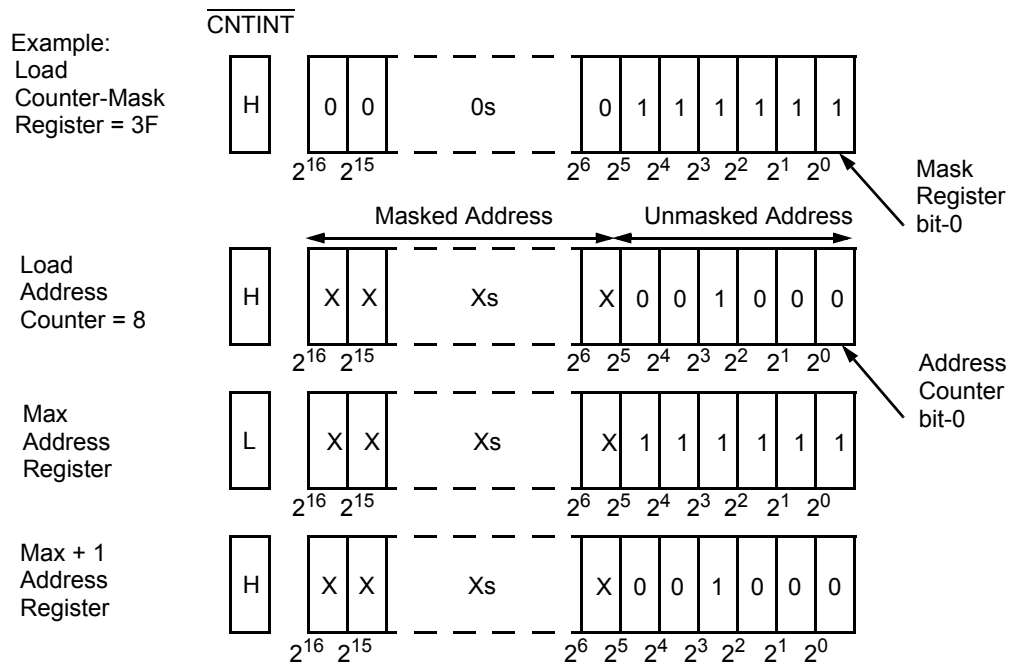 CNTINT
Example:
Load
Counter-Mask
Register = 3F
H
0 0 0s 0 1 1 1 1 1 1
2^16 2^15 2^6 2^5 2^4 2^3 2^2 2^1 2^0
Mask
Register
bit-0
Masked Address Unmasked Address
Load
Address
Counter = 8
H
X X Xs X 0 0 1 0 0 0
2^16 2^15 2^6 2^5 2^4 2^3 2^2 2^1 2^0
Address
Counter
bit-0
Max
Address
Register
L
X X Xs X 1 1 1 1 1 1
2^16 2^15 2^6 2^5 2^4 2^3 2^2 2^1 2^0
Max + 1
Address
Register
H
X X Xs X 0 0 1 0 0 0
2^16 2^15 2^6 2^5 2^4 2^3 2^2 2^1 2^0